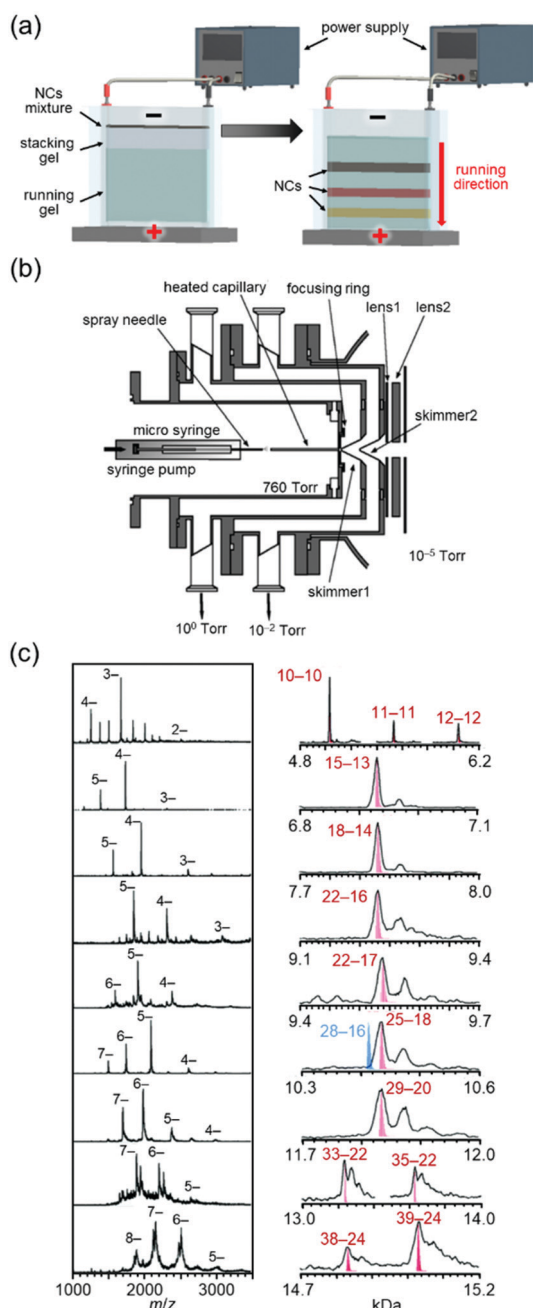 (a)
power supply
NCs
mixture
stacking
gel
running
gel
−
+
NCs
running
direction
−
+
(b)
heated capillary
focusing ring
spray needle
lens1
lens2
micro syringe
syringe pump
skimmer2
760 Torr
skimmer1
10⁻⁵ Torr
10⁰ Torr
10⁻² Torr
(c)
3–
4–
2–
4–
5–
3–
4–
5–
3–
5–
4–
3–
5–
6–
4–
5–
6–
7–
4–
6–
7–
5–
4–
7–
6–
5–
7–
6–
8–
5–
1000 2000 3000
1000 2000 3000
m/z
10–10
11–11
12–12
4.8 6.2
15–13
6.8 7.1
18–14
7.7 8.0
22–16
9.1 9.4
22–17
9.4 9.7
28–16
25–18
10.3 10.6
29–20
11.7 12.0
33–22
35–22
13.0 14.0
38–24
39–24
14.7 15.2
kDa